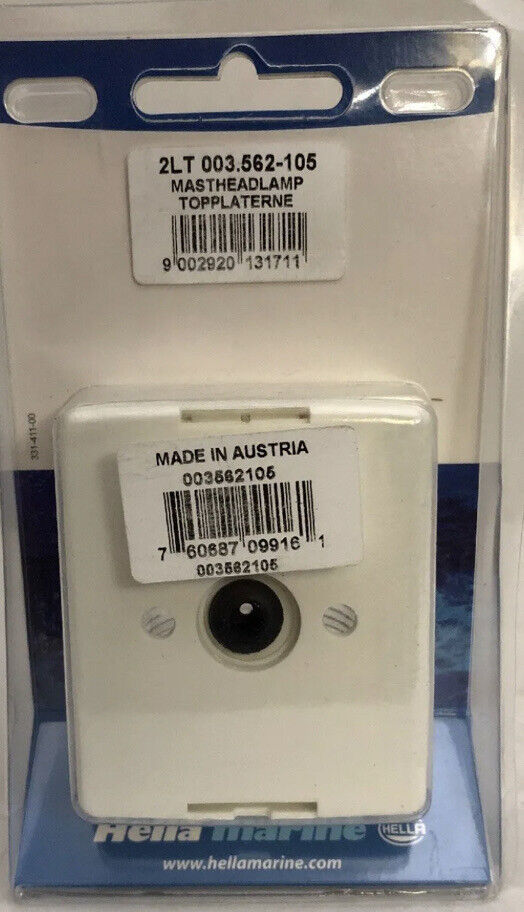 2LT 003.562-105
MASTHEADLAMP
TOPPLATERNE
9 002920 131711
331-411-00
MADE IN AUSTRIA
003562105
7 60687 09916 1
003562105
Hella marine HELLA
www.hellamarine.com